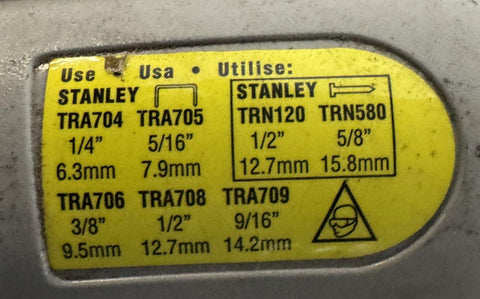 Use • Usa • Utilise:
STANLEY STANLEY
TRA704 TRA705 TRN120 TRN580
1/4” 5/16” 1/2” 5/8”
6.3mm 7.9mm 12.7mm 15.8mm
TRA706 TRA708 TRA709
3/8” 1/2” 9/16”
9.5mm 12.7mm 14.2mm